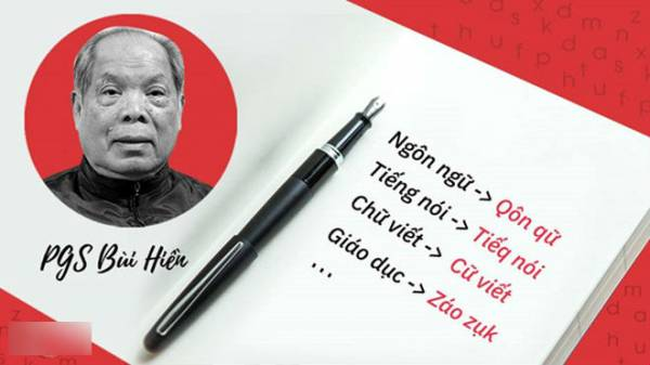 PGS Bùi Hiền
Ngôn ngữ -> Qôn qữ
Tiếng nói -> Tiếq nói
Chữ viết -> Cữ viết
Giáo dục -> Záo zụk
...